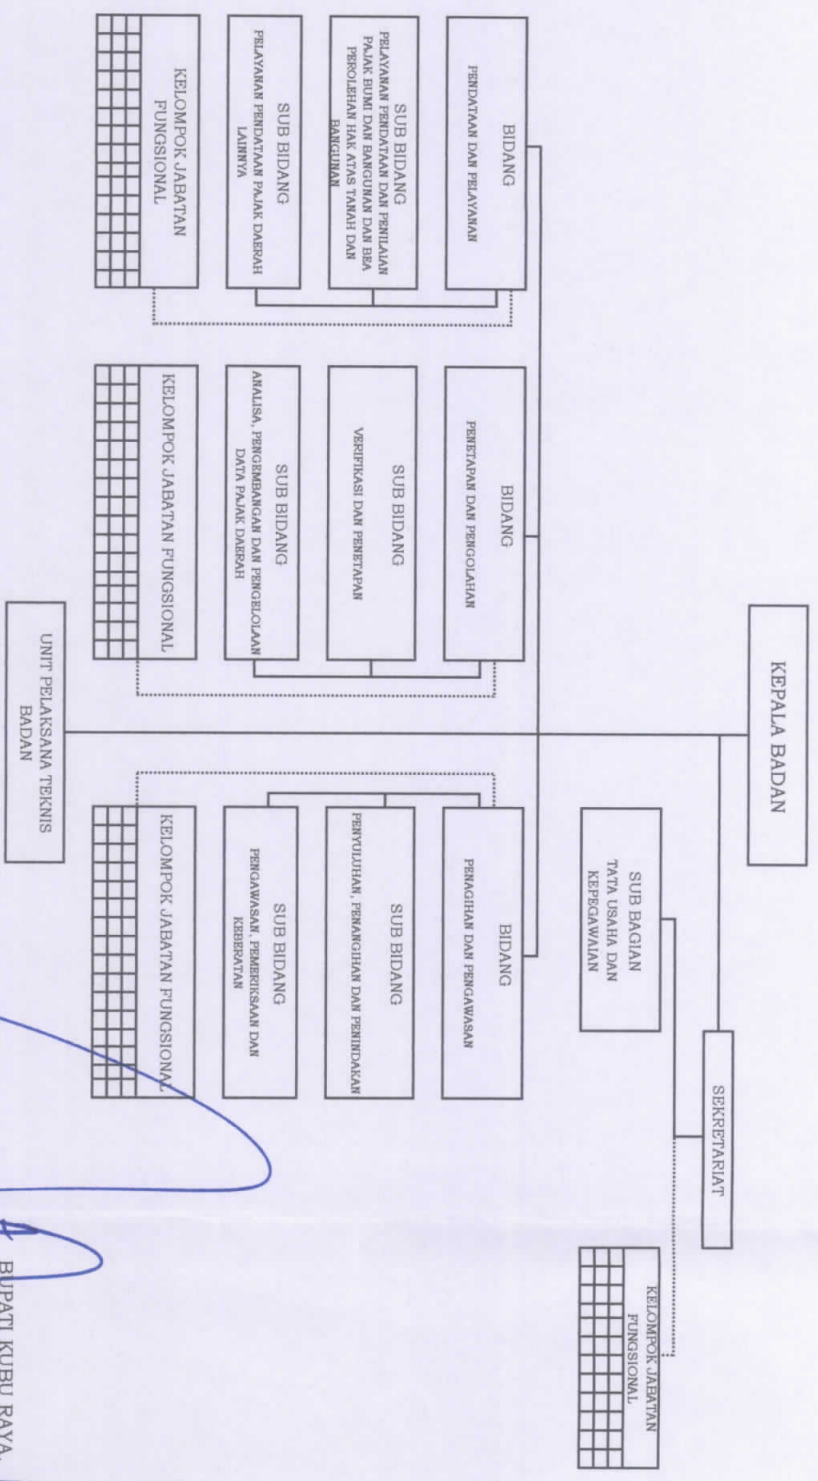 KEPALA BADAN
SEKRETARIAT
SUB BAGIAN
TATA USAHA DAN
KEPEGAWAIAN
KELOMPOK JABATAN
FUNGSIONAL
BIDANG
PENDATAAN DAN PELAYANAN
SUB BIDANG
PELAYANAN PENDATAAN DAN PENILAIAN
PAJAK BUMI DAN BANGUNAN DAN BEA
PEROLEHAN HAK ATAS TANAH DAN
BANGUNAN
SUB BIDANG
PELAYANAN PENDATAAN PAJAK DAERAH
LAINNYA
KELOMPOK JABATAN
FUNGSIONAL
BIDANG
PENETAPAN DAN PENGOLAHAN
SUB BIDANG
VERIFIKASI DAN PENETAPAN
SUB BIDANG
ANALISA, PENGEMBANGAN DAN PENGELOLAAN
DATA PAJAK DAERAH
KELOMPOK JABATAN FUNGSIONAL
BIDANG
PENAGIHAN DAN PENGAWASAN
SUB BIDANG
PENYULUHAN, PENANGIHAN DAN PENINDAKAN
SUB BIDANG
PENGAWASAN, PEMERIKSAAN DAN
KEBERATAN
KELOMPOK JABATAN FUNGSIONAL
UNIT PELAKSANA TEKNIS
BADAN
BUPATI KUBU RAYA,